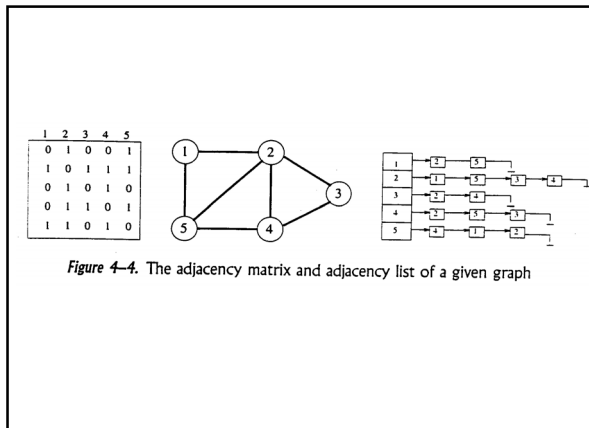 1 2 3 4 5
0 1 0 0 1
1 0 1 1 1
0 1 0 1 0
0 1 1 0 1
1 1 0 1 0
1 2
3
5 4
1 2 5
2 1 5 3 4
3 2 4
4 2 5 3
5 4 1 2
Figure 4–4. The adjacency matrix and adjacency list of a given graph